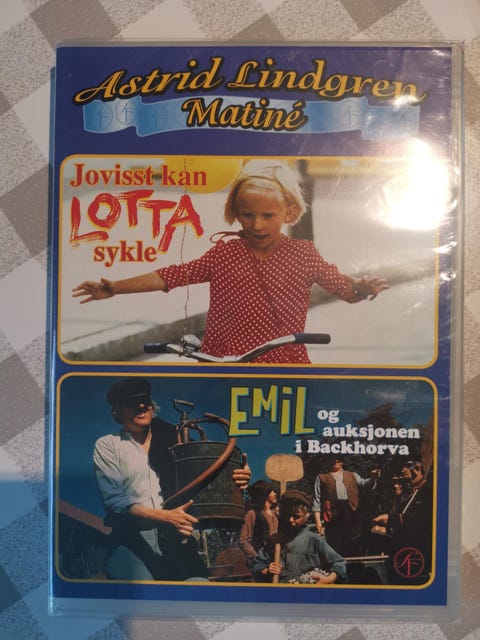 Astrid Lindgren
Matiné
Jovisst kan
LOTTA
sykle
EMiL
og
auksjonen
i Backhorva